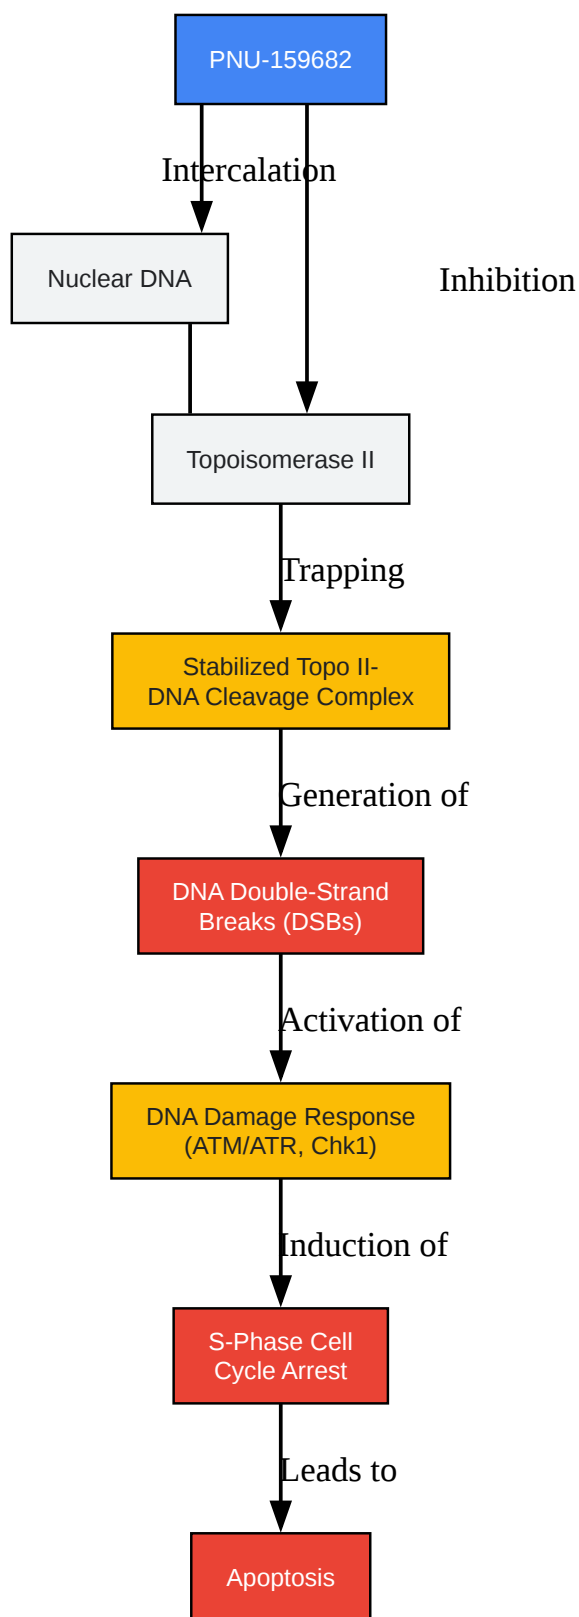 PNU-159682
Intercalation
Nuclear DNA
Inhibition
Topoisomerase II
Trapping
Stabilized Topo II-
DNA Cleavage Complex
Generation of
DNA Double-Strand
Breaks (DSBs)
Activation of
DNA Damage Response
(ATM/ATR, Chk1)
Induction of
S-Phase Cell
Cycle Arrest
Leads to
Apoptosis